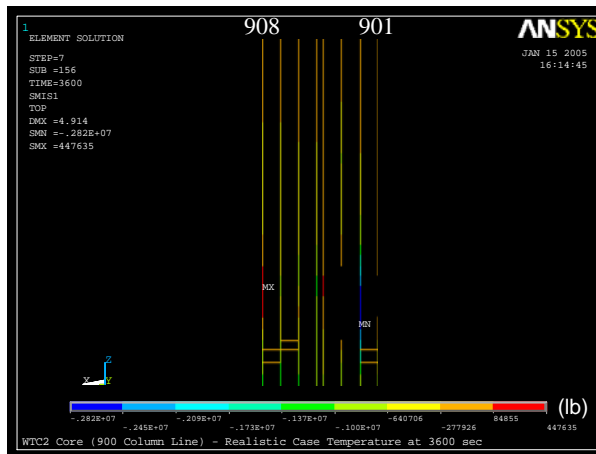 1
908
901
ANSYS
ELEMENT SOLUTION
JAN 15 2005
16:14:45
STEP=7
SUB =156
TIME=3600
SMIS1
TOP
DMX =4.914
SMN =-.282E+07
SMX =447635
MX
MN
Z
X
Y
(lb)
-.282E+07
-.245E+07
-.209E+07
-.173E+07
-.137E+07
-.100E+07
-640706
-277926
84855
447635
WTC2 Core (900 Column Line) - Realistic Case Temperature at 3600 sec